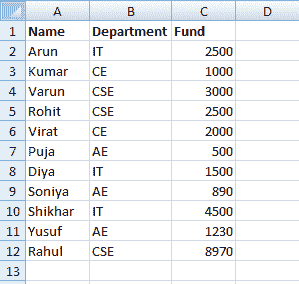 A B C D
1 Name Department Fund
2 Arun IT 2500
3 Kumar CE 1000
4 Varun CSE 3000
5 Rohit CSE 2500
6 Virat CE 2000
7 Puja AE 500
8 Diya IT 1500
9 Soniya AE 890
10 Shikhar IT 4500
11 Yusuf AE 1230
12 Rahul CSE 8970
13